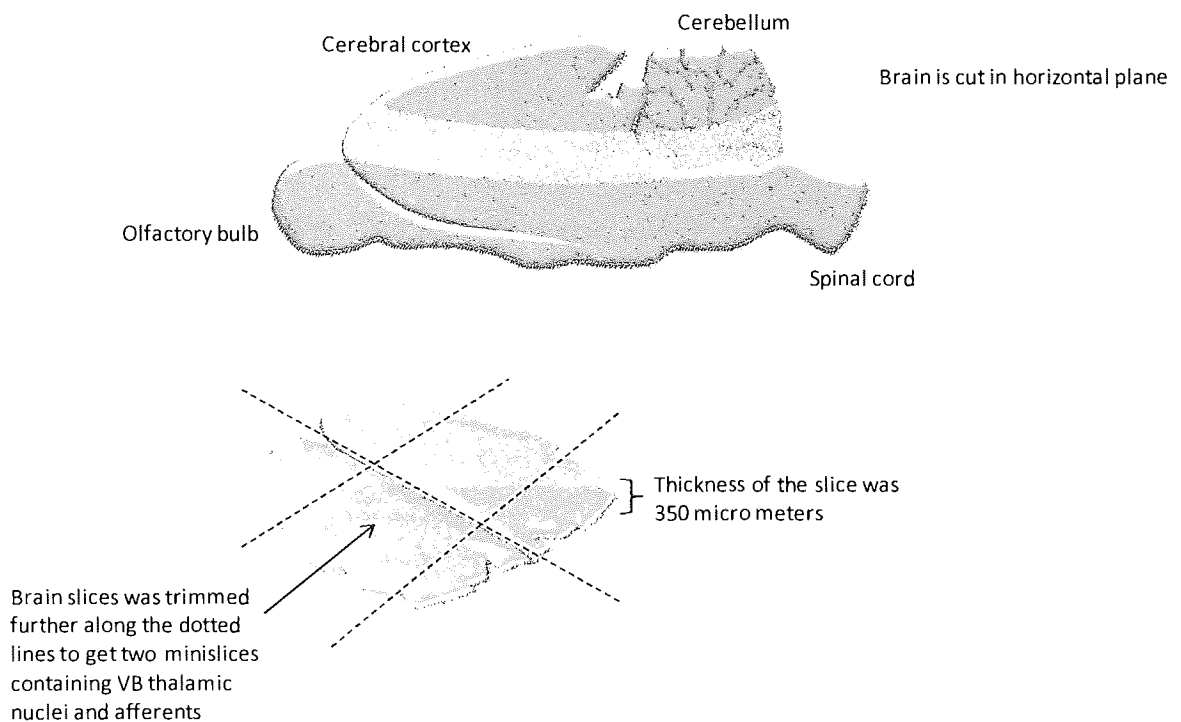 Cerebellum
Cerebral cortex
Brain is cut in horizontal plane
Olfactory bulb
Spinal cord
Thickness of the slice was
350 micro meters
Brain slices was trimmed
further along the dotted
lines to get two minislices
containing VB thalamic
nuclei and afferents